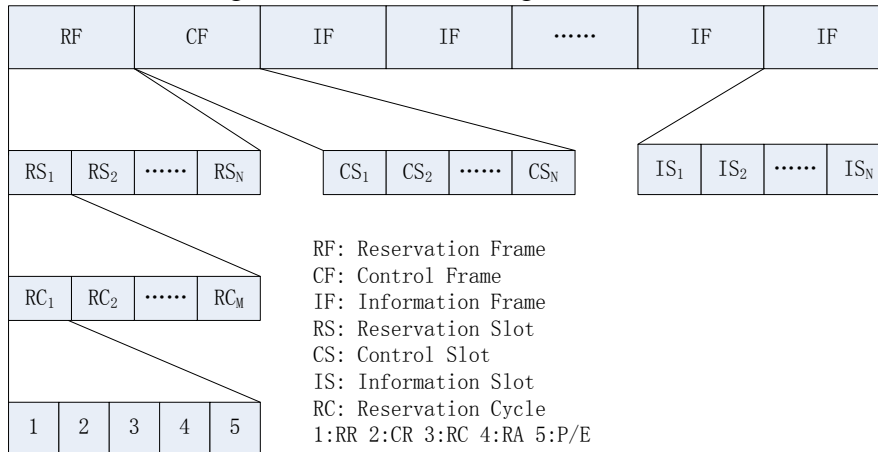 RF CF IF IF ...... IF IF
RS₁ RS₂ ...... RSN CS₁ CS₂ ...... CSN IS₁ IS₂ ...... ISN
RC₁ RC₂ ...... RCM
1 2 3 4 5
RF: Reservation Frame
CF: Control Frame
IF: Information Frame
RS: Reservation Slot
CS: Control Slot
IS: Information Slot
RC: Reservation Cycle
1:RR 2:CR 3:RC 4:RA 5:P/E